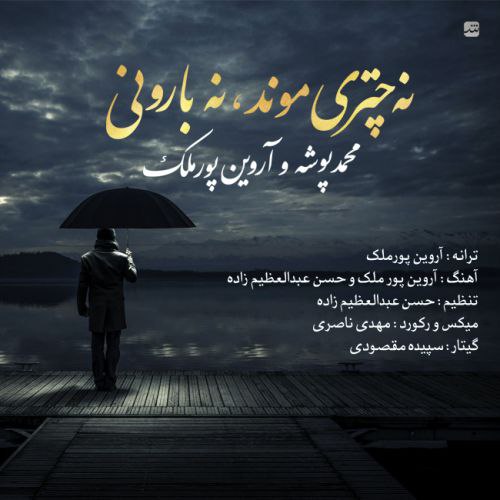 نه چتری موند، نه بارونی
محمد پوشه و آروین پورملک
ترانه : آروین پورملک
آهنگ : آروین پور ملک و حسن عبدالعظیم زاده
تنظیم : حسن عبدالعظیم زاده
میکس و رکورد : مهدی ناصری
گیتار : سپیده مقصودی